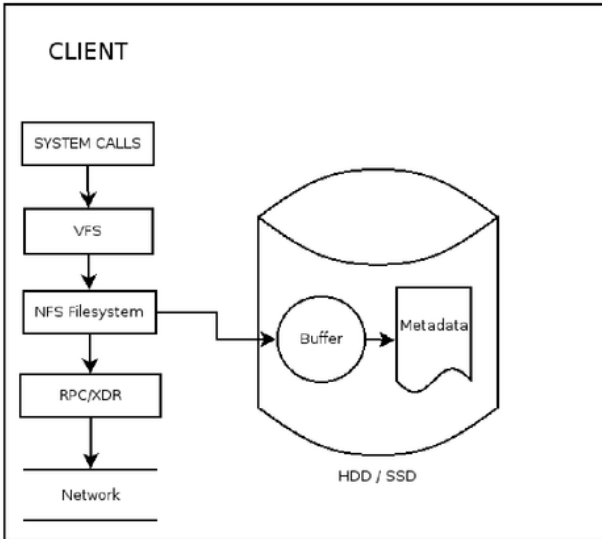 CLIENT
SYSTEM CALLS
VFS
NFS Filesystem
RPC/XDR
Network
Buffer
Metadata
HDD / SSD